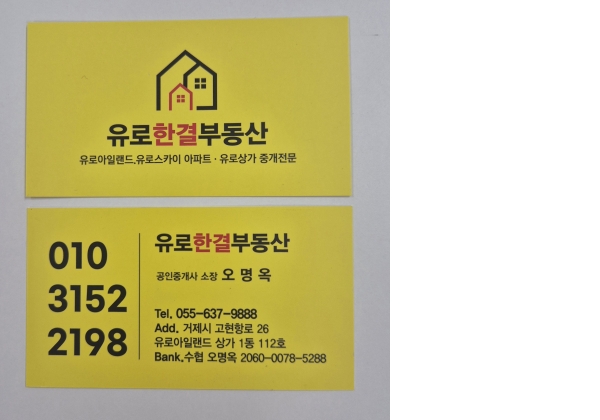 유로한결부동산
유로아일랜드,유로스카이 아파트 · 유로상가 중개전문
010
3152
2198
유로한결부동산
공인중개사 소장 오 명 옥
Tel. 055-637-9888
Add. 거제시 고현항로 26
유로아일랜드 상가 1동 112호
Bank.수협 오명옥 2060-0078-5288